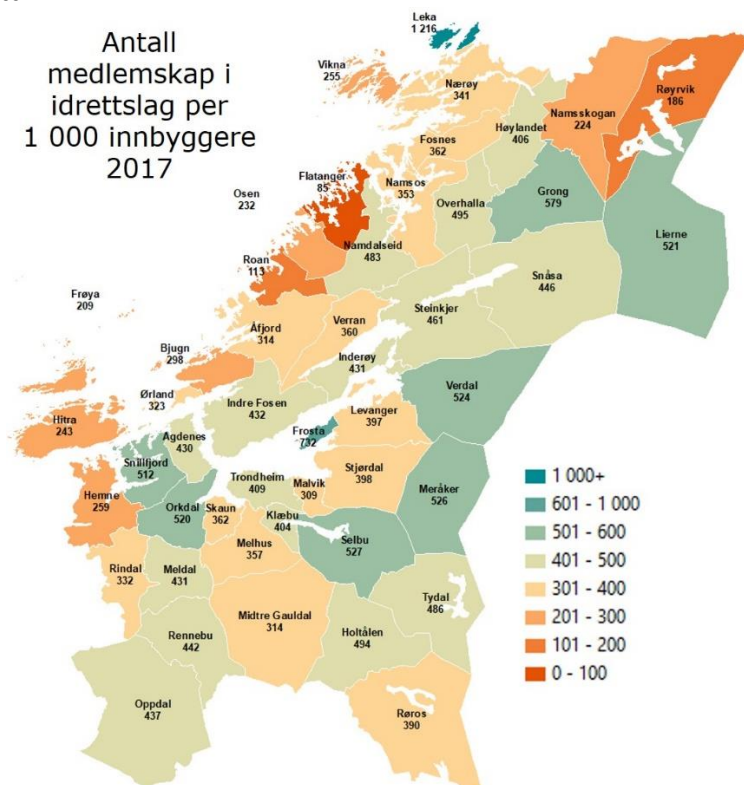 Antall
medlemskap i
idrettslag per
1 000 innbyggere
2017
Leka
1 216
Vikna
255
Nærøy
341
Røyrvik
186
Namsskogan
224
Høylandet
406
Fosnes
362
Flatanger
85
Namsos
353
Osen
232
Grong
579
Overhalla
495
Lierne
521
Namdalseid
483
Roan
113
Snåsa
446
Frøya
209
Steinkjer
461
Verran
360
Åfjord
314
Bjugn
298
Inderøy
431
Verdal
524
Ørland
323
Indre Fosen
432
Levanger
397
Hitra
243
Agdenes
430
Frosta
732
Snillfjord
512
Stjørdal
398
Trondheim
409
Malvik
309
Meråker
526
Hemne
259
Orkdal
520
Skaun
362
Klæbu
404
Selbu
527
Melhus
357
Rindal
332
Meldal
431
Tydal
486
Midtre Gauldal
314
Rennebu
442
Holtålen
494
Oppdal
437
Røros
390
1 000+
601 - 1 000
501 - 600
401 - 500
301 - 400
201 - 300
101 - 200
0 - 100